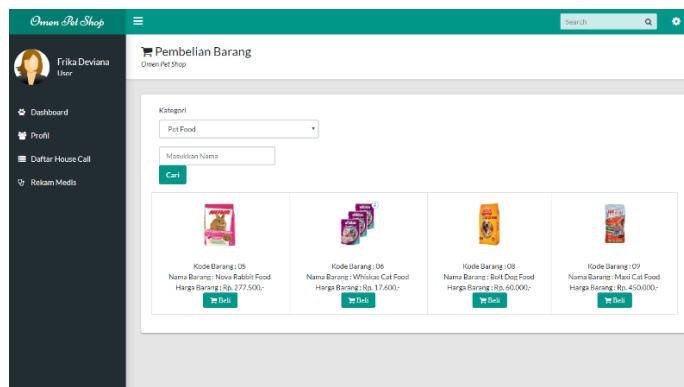 Omen Pet Shop
Search
Frika Deviana
User
Pembelian Barang
Omen Pet Shop
Dashboard
Profil
Daftar House Call
Rekam Medis
Kategori
Pet Food
Masukkan Nama
Cari
Kode Barang : 05
Nama Barang : Nova Rabbit Food
Harga Barang : Rp. 277.500,-
Beli
Kode Barang : 06
Nama Barang : Whiskas Cat Food
Harga Barang : Rp. 17.600,-
Beli
Kode Barang : 08
Nama Barang : Bolt Dog Food
Harga Barang : Rp. 60.000,-
Beli
Kode Barang : 09
Nama Barang : Maxi Cat Food
Harga Barang : Rp. 450.000,-
Beli